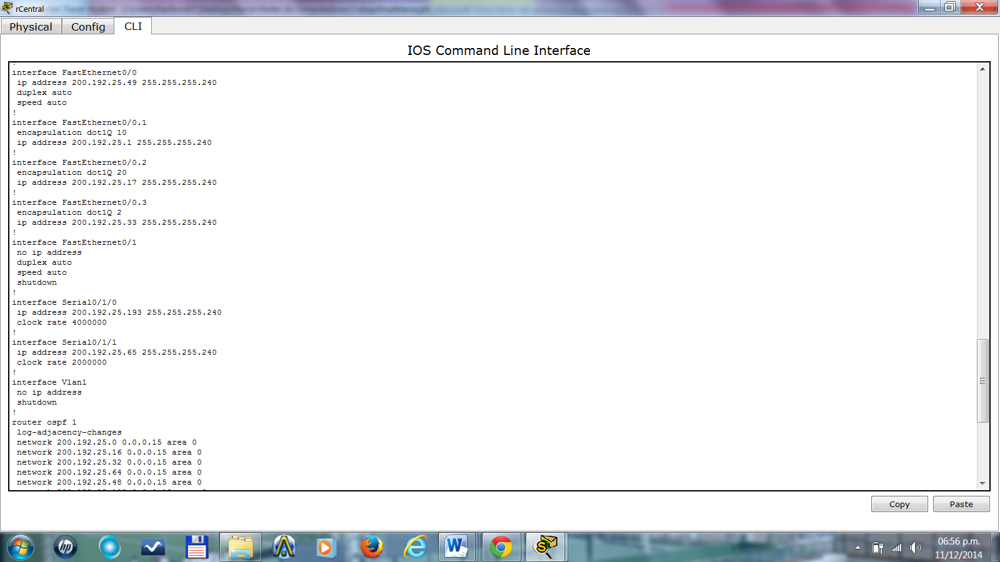 rCentral
Physical Config CLI
IOS Command Line Interface
!
interface FastEthernet0/0
 ip address 200.192.25.49 255.255.255.240
 duplex auto
 speed auto
!
interface FastEthernet0/0.1
 encapsulation dot1Q 10
 ip address 200.192.25.1 255.255.255.240
!
interface FastEthernet0/0.2
 encapsulation dot1Q 20
 ip address 200.192.25.17 255.255.255.240
!
interface FastEthernet0/0.3
 encapsulation dot1Q 2
 ip address 200.192.25.33 255.255.255.240
!
interface FastEthernet0/1
 no ip address
 duplex auto
 speed auto
 shutdown
!
interface Serial0/1/0
 ip address 200.192.25.193 255.255.255.240
 clock rate 4000000
!
interface Serial0/1/1
 ip address 200.192.25.65 255.255.255.240
 clock rate 2000000
!
interface Vlan1
 no ip address
 shutdown
!
router ospf 1
 log-adjacency-changes
 network 200.192.25.0 0.0.0.15 area 0
 network 200.192.25.16 0.0.0.15 area 0
 network 200.192.25.32 0.0.0.15 area 0
 network 200.192.25.64 0.0.0.15 area 0
 network 200.192.25.48 0.0.0.15 area 0
Copy Paste
06:56 p.m.
11/12/2014